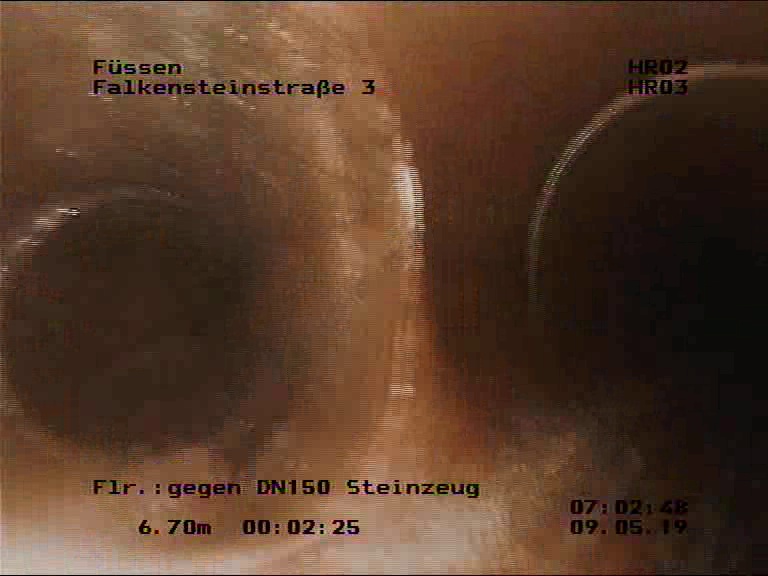 Füssen
Falkensteinstraße 3
HR02
HR03
Flr.:gegen DN150 Steinzeug
6.70m 00:02:25
07:02:48
09.05.19